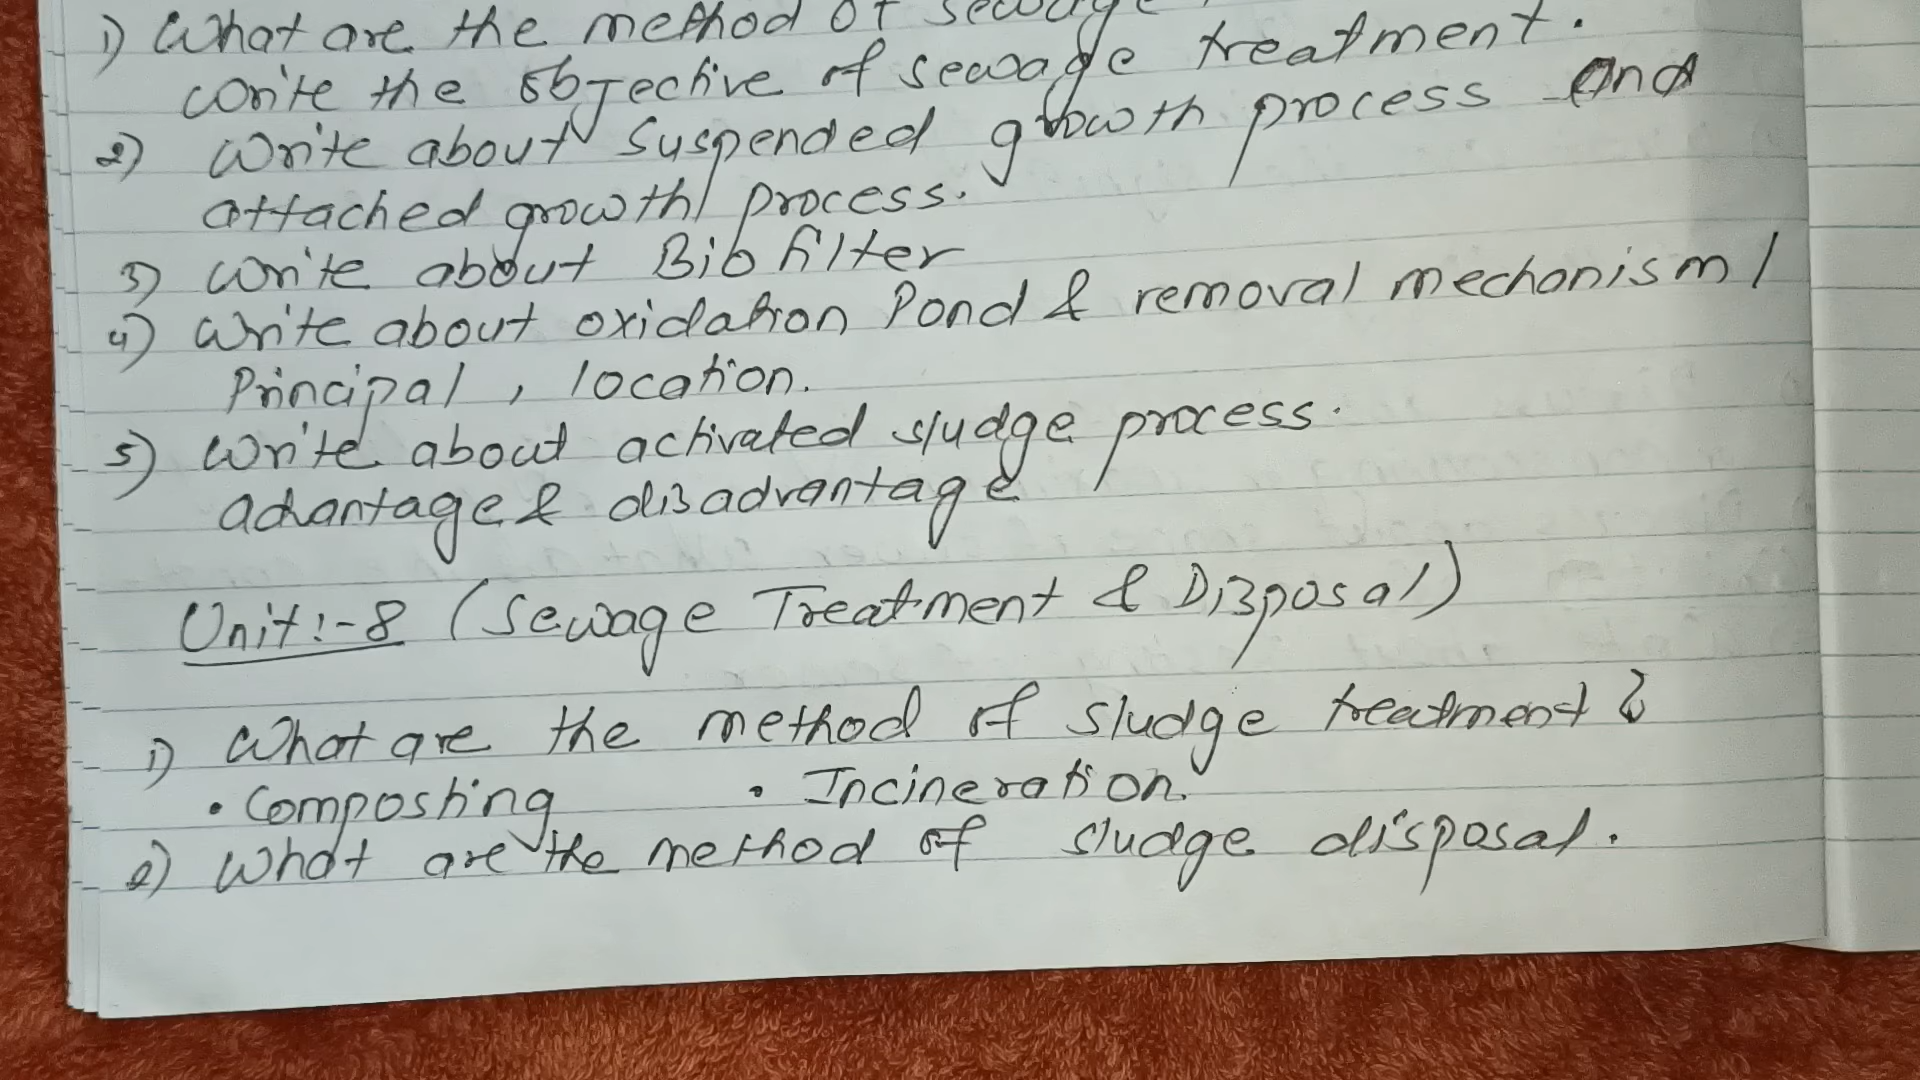 1) What are the method of sewage
write the objective of sewage treatment.
2) write about suspended growth process and
attached growth process.
3) write about Bio filter
4) write about oxidation Pond & removal mechanism /
Principal , location.
5) write about activated sludge process.
advantage & disadvantage
Unit:-8 (Sewage Treatment & Disposal)
1) What are the method of sludge treatment ?
• Composting • Incineration.
2) What are the method of sludge disposal.